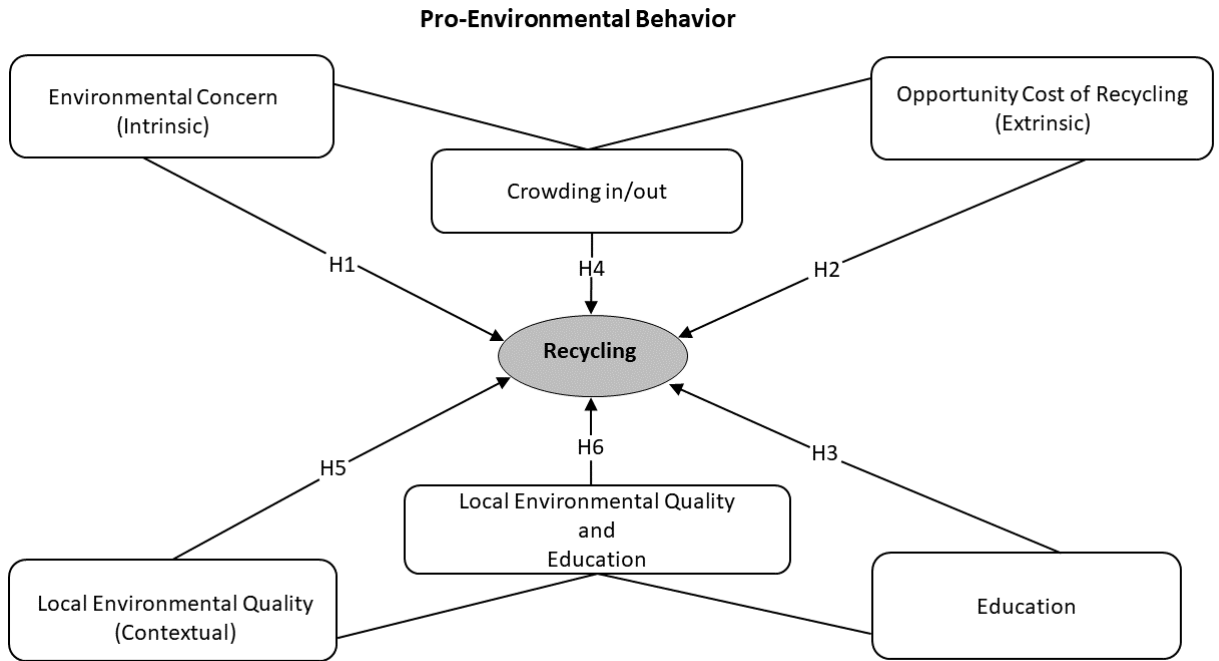 Pro-Environmental Behavior
Environmental Concern
(Intrinsic)
Opportunity Cost of Recycling
(Extrinsic)
Crowding in/out
H1
H4
H2
Recycling
H5
H6
H3
Local Environmental Quality
and
Education
Local Environmental Quality
(Contextual)
Education